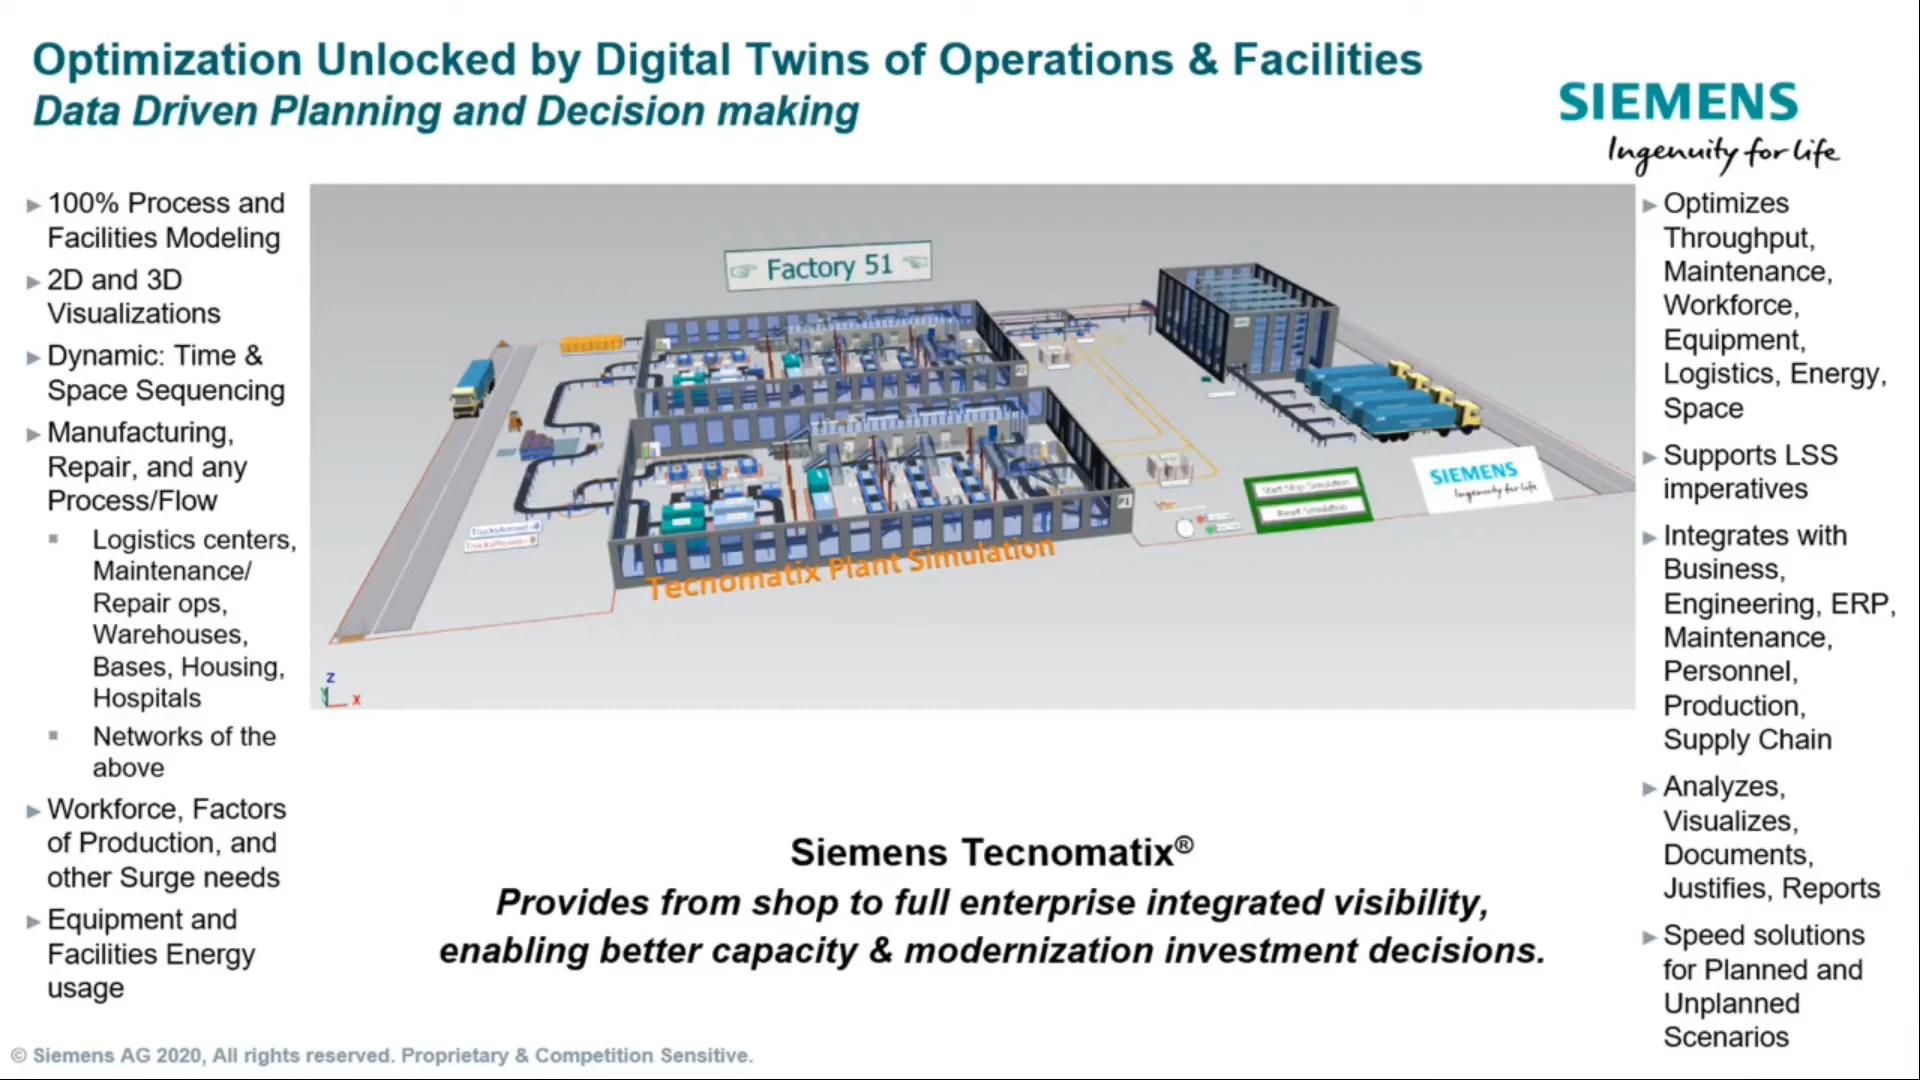 Optimization Unlocked by Digital Twins of Operations & Facilities
Data Driven Planning and Decision making
SIEMENS
Ingenuity for life
100% Process and
Facilities Modeling
2D and 3D
Visualizations
Dynamic: Time &
Space Sequencing
Manufacturing,
Repair, and any
Process/Flow
Logistics centers,
Maintenance/
Repair ops,
Warehouses,
Bases, Housing,
Hospitals
Networks of the
above
Workforce, Factors
of Production, and
other Surge needs
Equipment and
Facilities Energy
usage
Factory 51
P1
SIEMENS
Ingenuity for life
Start Stop Simulation
Reset Simulation
Tecnomatix Plant Simulation
Z
X
Siemens Tecnomatix®
Provides from shop to full enterprise integrated visibility,
enabling better capacity & modernization investment decisions.
Optimizes
Throughput,
Maintenance,
Workforce,
Equipment,
Logistics, Energy,
Space
Supports LSS
imperatives
Integrates with
Business,
Engineering, ERP,
Maintenance,
Personnel,
Production,
Supply Chain
Analyzes,
Visualizes,
Documents,
Justifies, Reports
Speed solutions
for Planned and
Unplanned
Scenarios
© Siemens AG 2020, All rights reserved. Proprietary & Competition Sensitive.